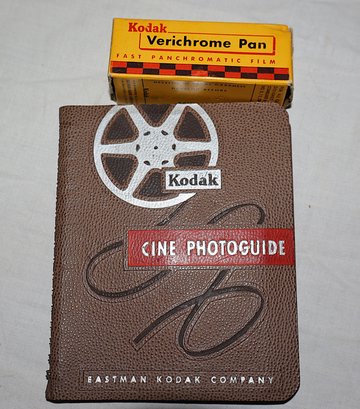 Kodak
Verichrome Pan
FAST PANCHROMATIC FILM
Kodak
CINE PHOTOGUIDE
EASTMAN KODAK COMPANY